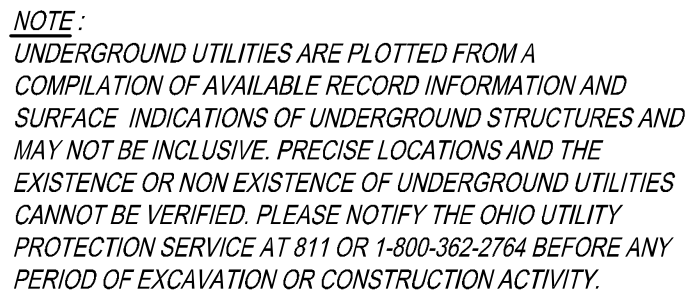 NOTE :
UNDERGROUND UTILITIES ARE PLOTTED FROM A
COMPILATION OF AVAILABLE RECORD INFORMATION AND
SURFACE INDICATIONS OF UNDERGROUND STRUCTURES AND
MAY NOT BE INCLUSIVE. PRECISE LOCATIONS AND THE
EXISTENCE OR NON EXISTENCE OF UNDERGROUND UTILITIES
CANNOT BE VERIFIED. PLEASE NOTIFY THE OHIO UTILITY
PROTECTION SERVICE AT 811 OR 1-800-362-2764 BEFORE ANY
PERIOD OF EXCAVATION OR CONSTRUCTION ACTIVITY.